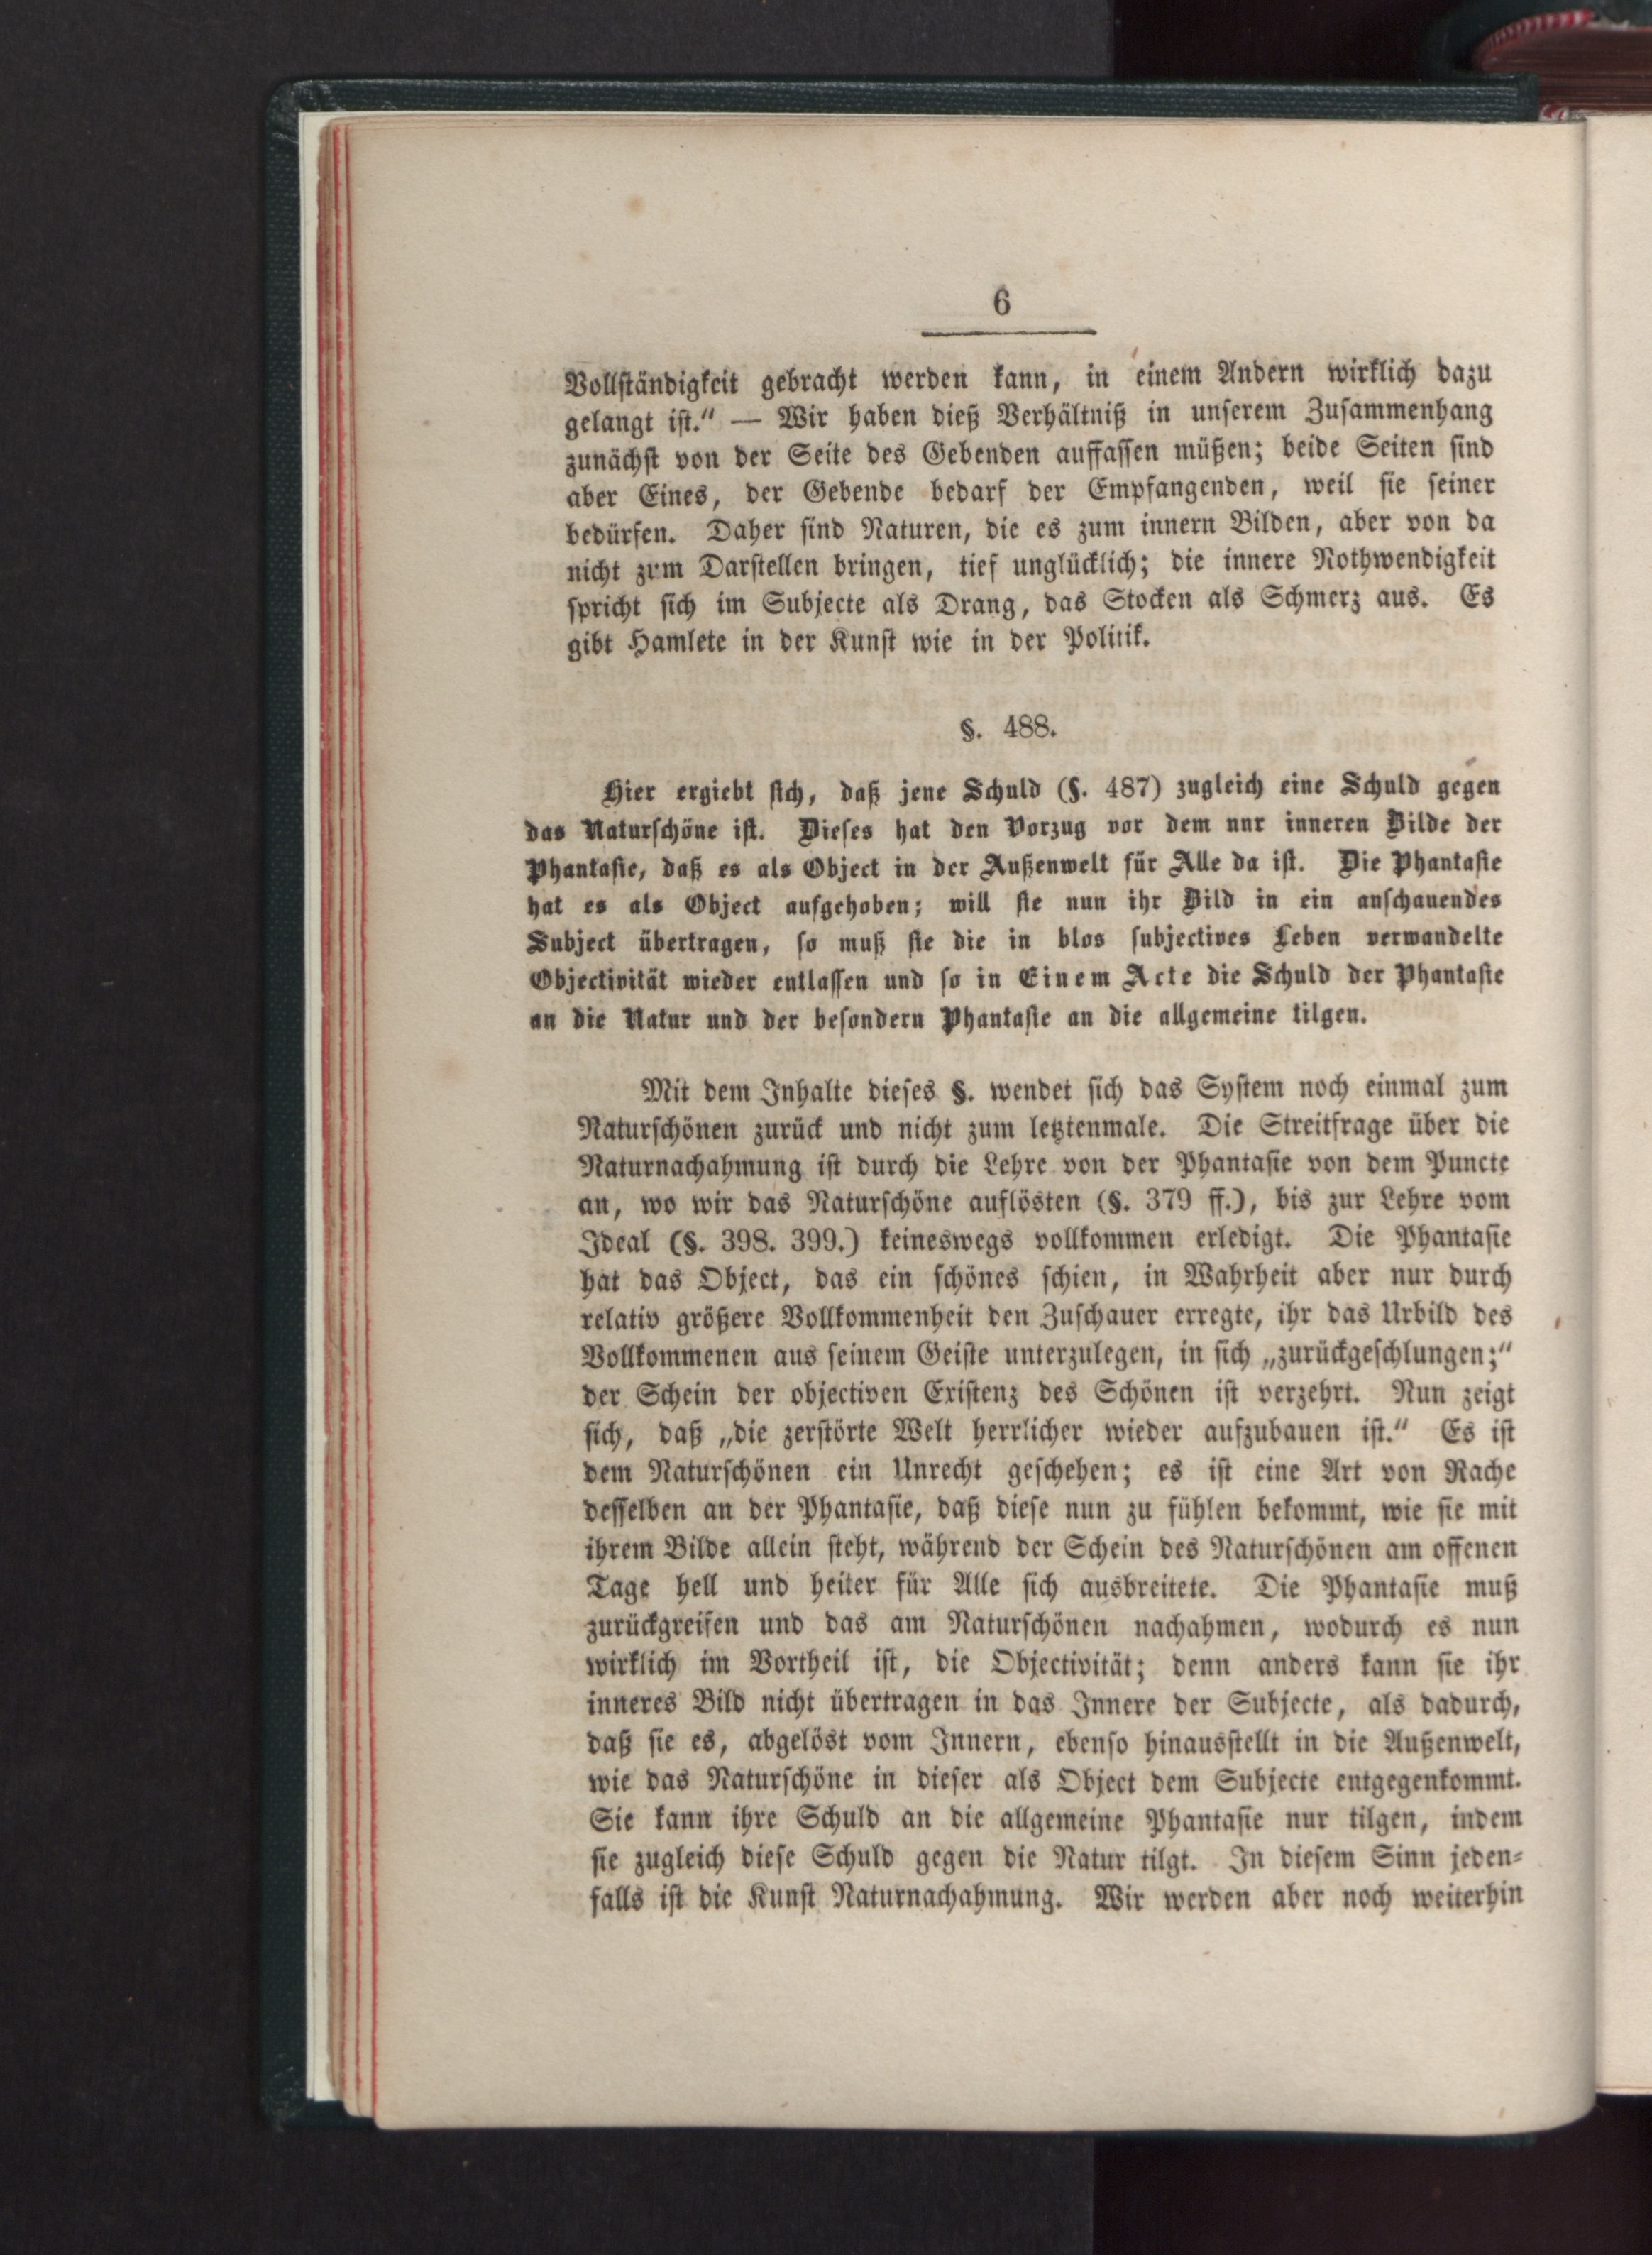 6
Vollständigkeit gebracht werden kann, in einem Andern wirklich dazu
gelangt ist.“ — Wir haben dieß Verhältniß in unserem Zusammenhang
zunächst von der Seite des Gebenden auffassen müßen; beide Seiten sind
aber Eines, der Gebende bedarf der Empfangenden, weil sie seiner
bedürfen. Daher sind Naturen, die es zum innern Bilden, aber von da
nicht zum Darstellen bringen, tief unglücklich; die innere Nothwendigkeit
spricht sich im Subjecte als Drang, das Stocken als Schmerz aus. Es
gibt Hamlete in der Kunst wie in der Politik.
§. 488.
Hier ergiebt sich, daß jene Schuld (§. 487) zugleich eine Schuld gegen
das Naturschöne ist. Dieses hat den Vorzug vor dem nnr inneren Bilde der
Phantasie, daß es als Object in der Außenwelt für Alle da ist. Die Phantasie
hat es als Object aufgehoben; will sie nun ihr Bild in ein anschauendes
Subject übertragen, so muß sie die in blos subjectives Leben verwandelte
Objectivität wieder entlassen und so in Einem Acte die Schuld der Phantasie
an die Natur und der besondern Phantasie an die allgemeine tilgen.
Mit dem Inhalte dieses §. wendet sich das System noch einmal zum
Naturschönen zurück und nicht zum letztenmale. Die Streitfrage über die
Naturnachahmung ist durch die Lehre von der Phantasie von dem Puncte
an, wo wir das Naturschöne auflösten (§. 379 ff.), bis zur Lehre vom
Ideal (§. 398. 399.) keineswegs vollkommen erledigt. Die Phantasie
hat das Object, das ein schönes schien, in Wahrheit aber nur durch
relativ größere Vollkommenheit den Zuschauer erregte, ihr das Urbild des
Vollkommenen aus seinem Geiste unterzulegen, in sich „zurückgeschlungen;“
der Schein der objectiven Existenz des Schönen ist verzehrt. Nun zeigt
sich, daß „die zerstörte Welt herrlicher wieder aufzubauen ist.“ Es ist
dem Naturschönen ein Unrecht geschehen; es ist eine Art von Rache
desselben an der Phantasie, daß diese nun zu fühlen bekommt, wie sie mit
ihrem Bilde allein steht, während der Schein des Naturschönen am offenen
Tage hell und heiter für Alle sich ausbreitete. Die Phantasie muß
zurückgreifen und das am Naturschönen nachahmen, wodurch es nun
wirklich im Vortheil ist, die Objectivität; denn anders kann sie ihr
inneres Bild nicht übertragen in das Innere der Subjecte, als dadurch,
daß sie es, abgelöst vom Innern, ebenso hinausstellt in die Außenwelt,
wie das Naturschöne in dieser als Object dem Subjecte entgegenkommt.
Sie kann ihre Schuld an die allgemeine Phantasie nur tilgen, indem
sie zugleich diese Schuld gegen die Natur tilgt. In diesem Sinn jeden-
falls ist die Kunst Naturnachahmung. Wir werden aber noch weiterhin